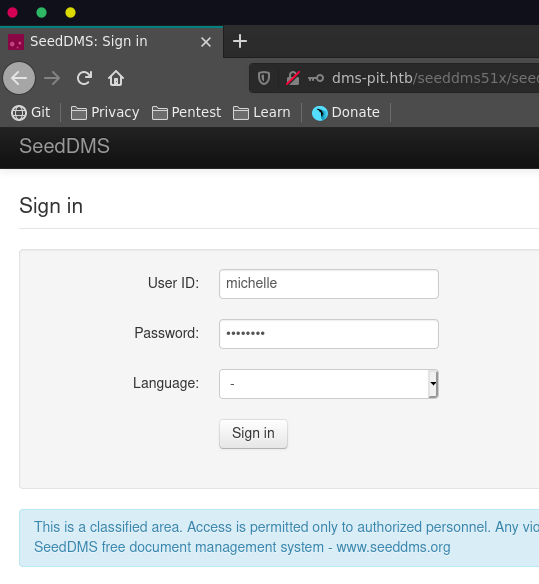 SeedDMS: Sign in
dms-pit.htb/seeddms51x/seed
Git Privacy Pentest Learn Donate
SeedDMS
Sign in
User ID: michelle
Password: ••••••••
Language: -
Sign in
This is a classified area. Access is permitted only to authorized personnel. Any vio
SeedDMS free document management system - www.seeddms.org